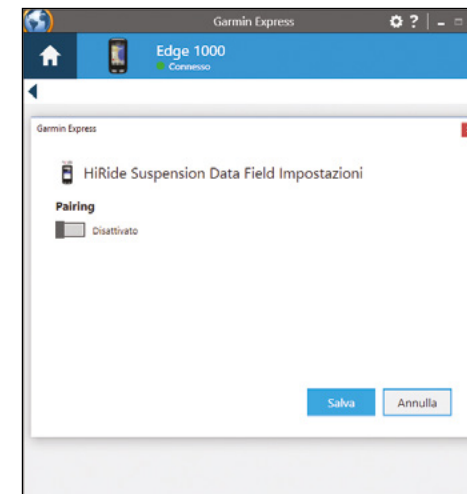 Garmin Express
?
Edge 1000
Connesso
Garmin Express
HiRide Suspension Data Field Impostazioni
Pairing
Disattivato
Salva
Annulla